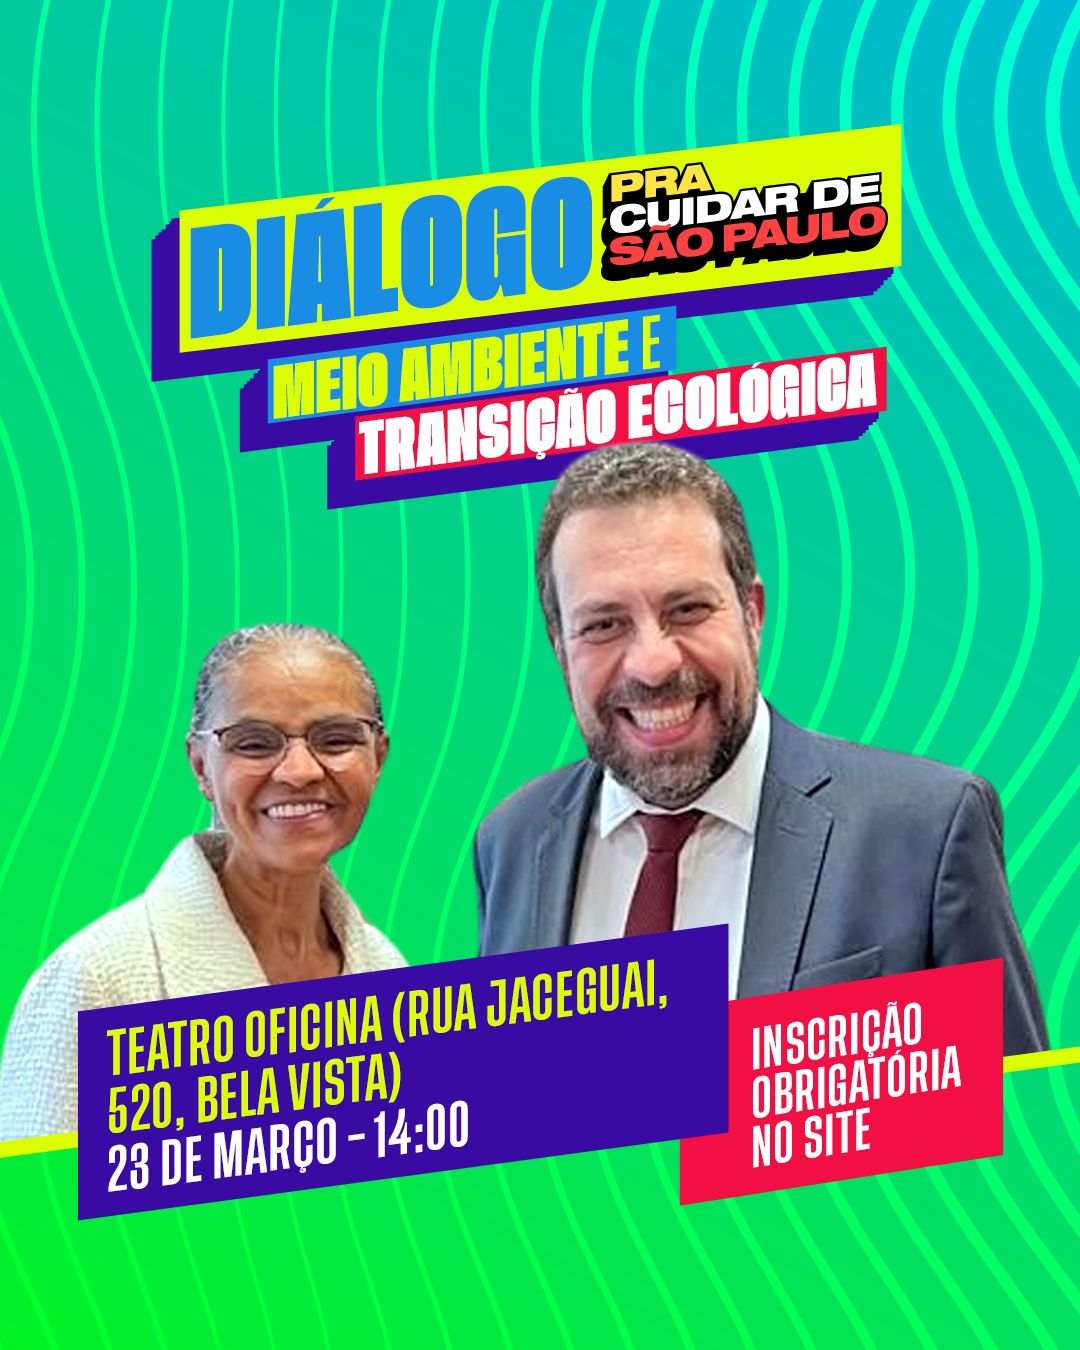 DIÁLOGO
PRA
CUIDAR DE
SÃO PAULO
MEIO AMBIENTE E
TRANSIÇÃO ECOLÓGICA
TEATRO OFICINA (RUA JACEGUAI,
520, BELA VISTA)
23 DE MARÇO - 14:00
INSCRIÇÃO
OBRIGATÓRIA
NO SITE